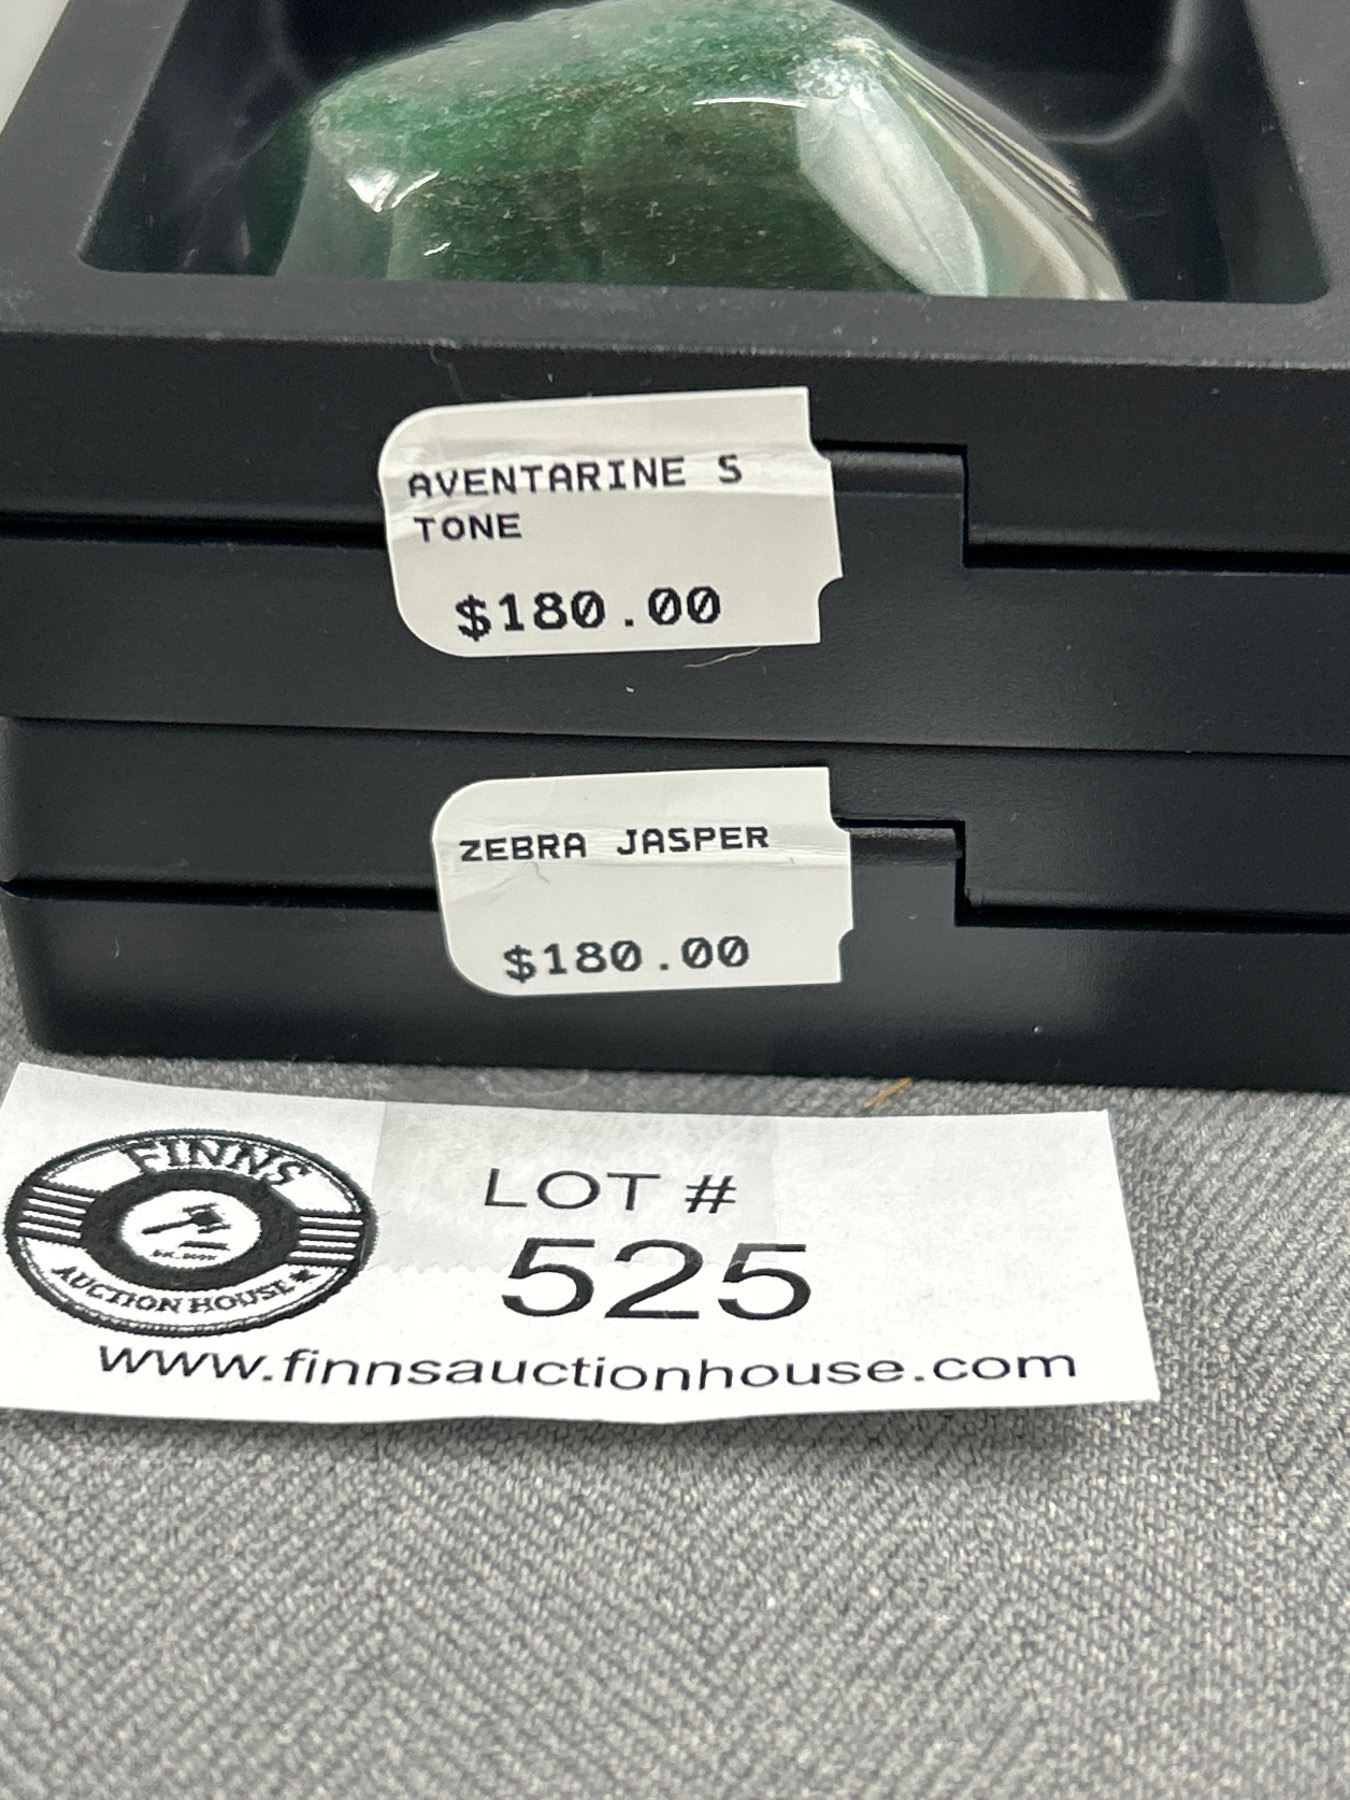 AVENTARINE S
TONE
$180.00
ZEBRA JASPER
$180.00
FINNS
AUCTION HOUSE
LOT #
525
www.finnsauctionhouse.com